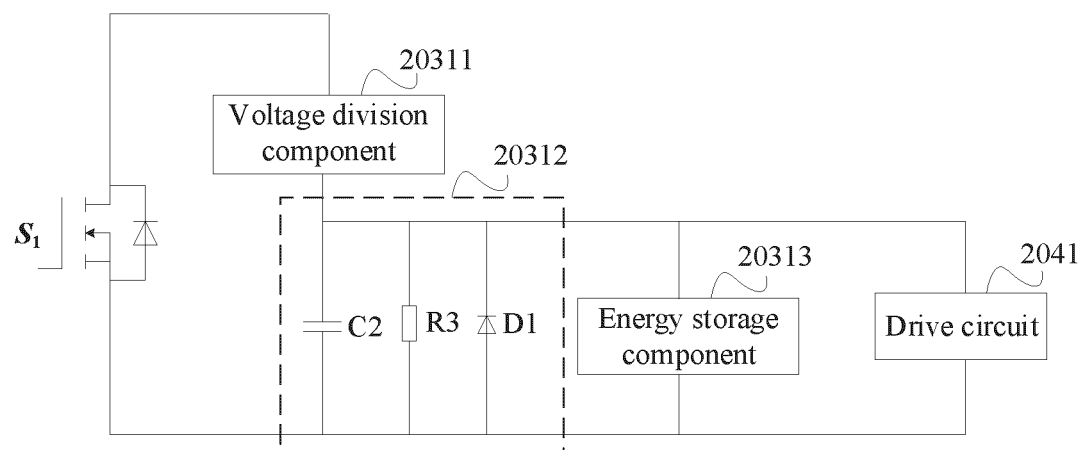 20311
Voltage division
component
20312
S1
20313
2041
C2
R3
D1
Energy storage
component
Drive circuit